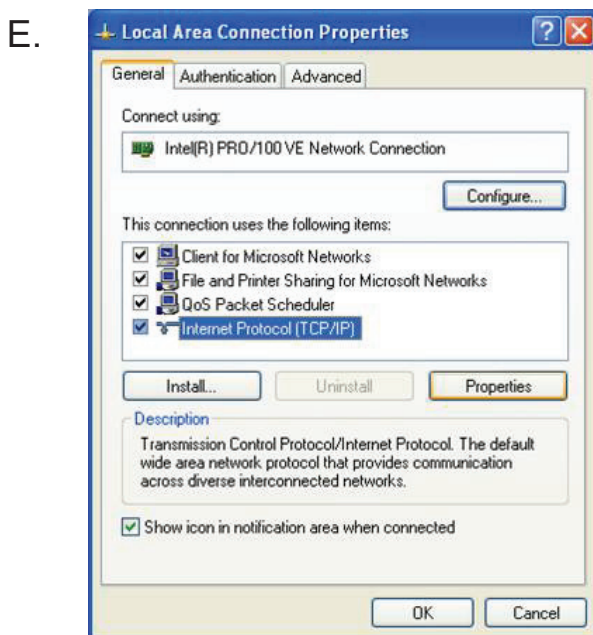 E.
Local Area Connection Properties
General Authentication Advanced
Connect using:
Intel(R) PRO/100 VE Network Connection
Configure...
This connection uses the following items:
Client for Microsoft Networks
File and Printer Sharing for Microsoft Networks
QoS Packet Scheduler
Internet Protocol (TCP/IP)
Install... Uninstall Properties
Description
Transmission Control Protocol/Internet Protocol. The default
wide area network protocol that provides communication
across diverse interconnected networks.
Show icon in notification area when connected
OK Cancel